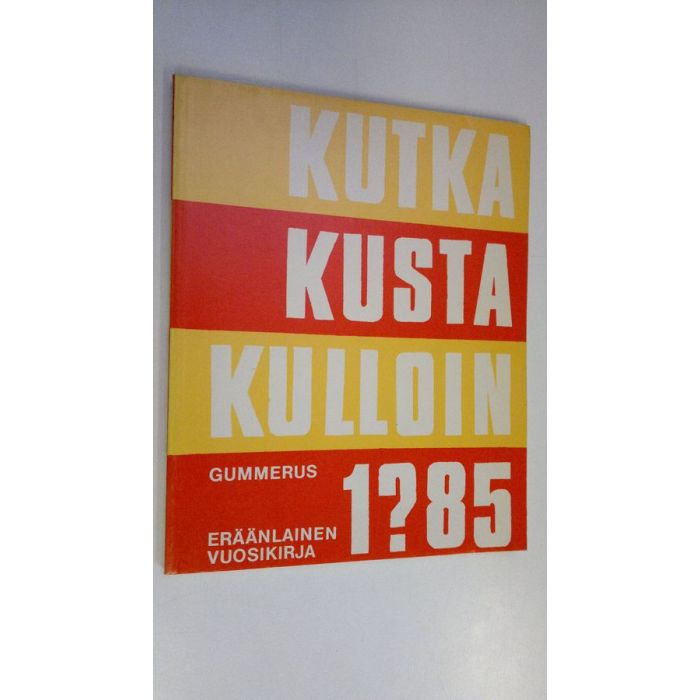 KUTKA
KUSTA
KULLOIN
GUMMERUS
1?85
ERÄÄNLAINEN
VUOSIKIRJA